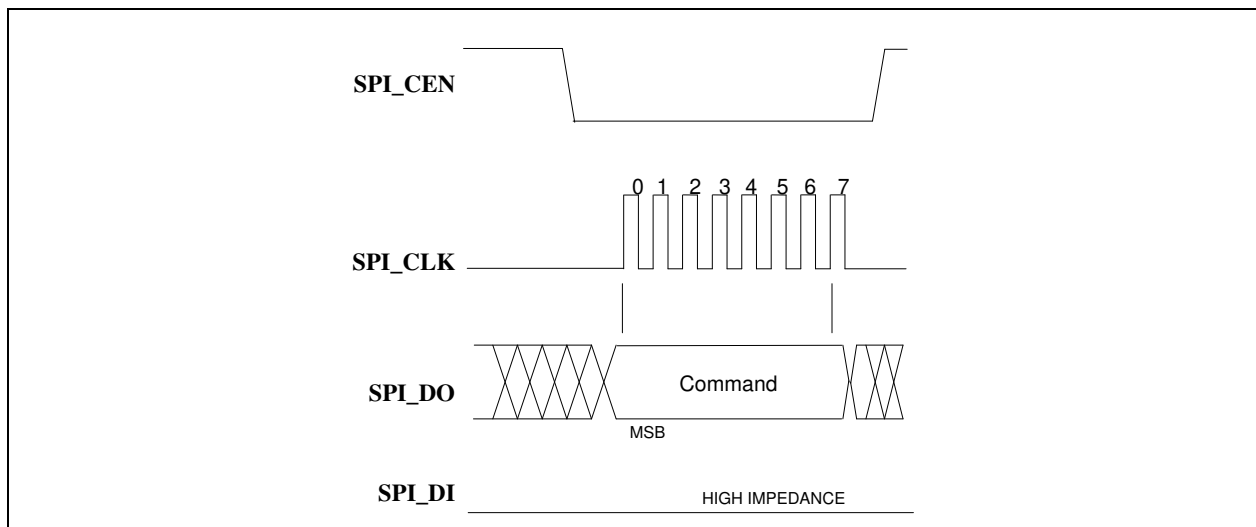 SPI_CEN
0 1 2 3 4 5 6 7
SPI_CLK
SPI_DO
Command
MSB
SPI_DI
HIGH IMPEDANCE